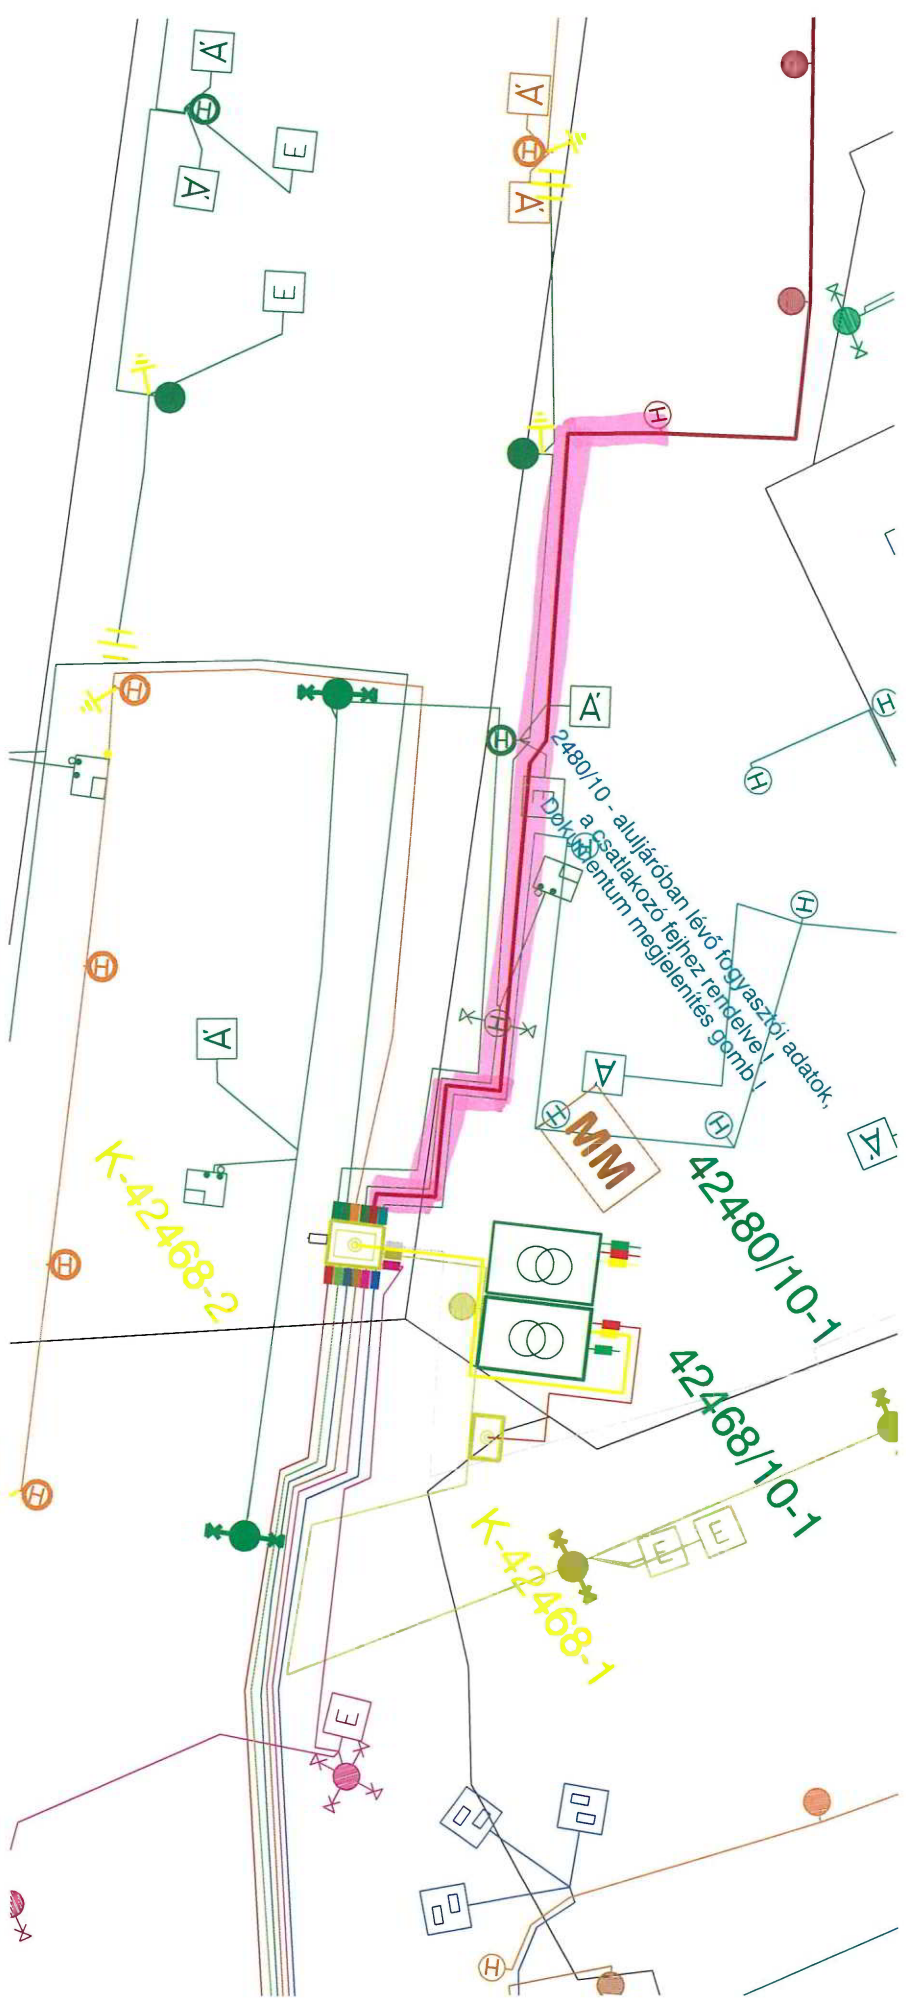 Á
H
E
Á
Á
H
Á
E
H
H
H
Á
H
E
2480/10 - aluljáróban lévő fogyasztói adatok,
a csatlakozó fejhez rendelve !
Dokumentum megjelenítés gomb !
H
H
H
H
H
Á
A
H
H
MM
Á
K-42468-2
42480/10-1
H
42468/10-1
H
K-42468-1
E
E
E
H